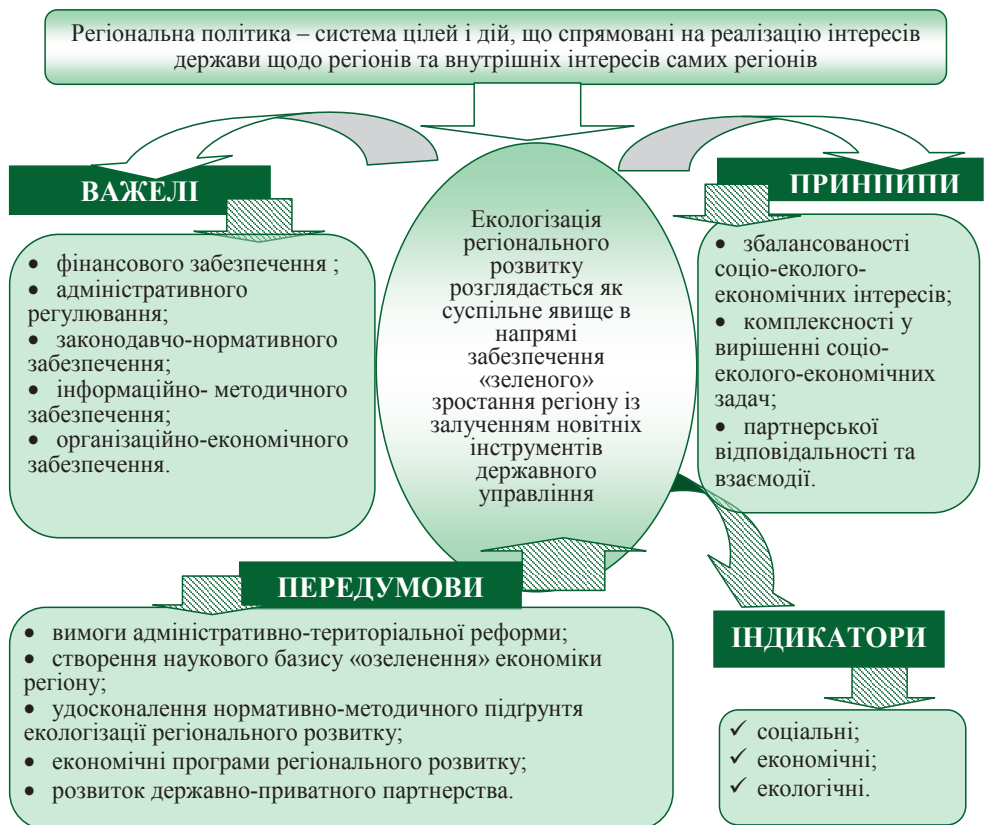 Регіональна політика – система цілей і дій, що спрямовані на реалізацію інтересів
держави щодо регіонів та внутрішніх інтересів самих регіонів
ВАЖЕЛІ
• фінансового забезпечення ;
• адміністративного
регулювання;
• законодавчо-нормативного
забезпечення;
• інформаційно- методичного
забезпечення;
• організаційно-економічного
забезпечення.
Екологізація
регіонального
розвитку
розглядається як
суспільне явище в
напрямі
забезпечення
«зеленого»
зростання регіону із
залученням новітніх
інструментів
державного
управління
ПРИНПИПИ
• збалансованості
соціо-еколого-
економічних інтересів;
• комплексності у
вирішенні соціо-
еколого-економічних
задач;
• партнерської
відповідальності та
взаємодії.
ПЕРЕДУМОВИ
• вимоги адміністративно-територіальної реформи;
• створення наукового базису «озеленення» економіки
регіону;
• удосконалення нормативно-методичного підґрунтя
екологізації регіонального розвитку;
• економічні програми регіонального розвитку;
• розвиток державно-приватного партнерства.
ІНДИКАТОРИ
✓ соціальні;
✓ економічні;
✓ екологічні.